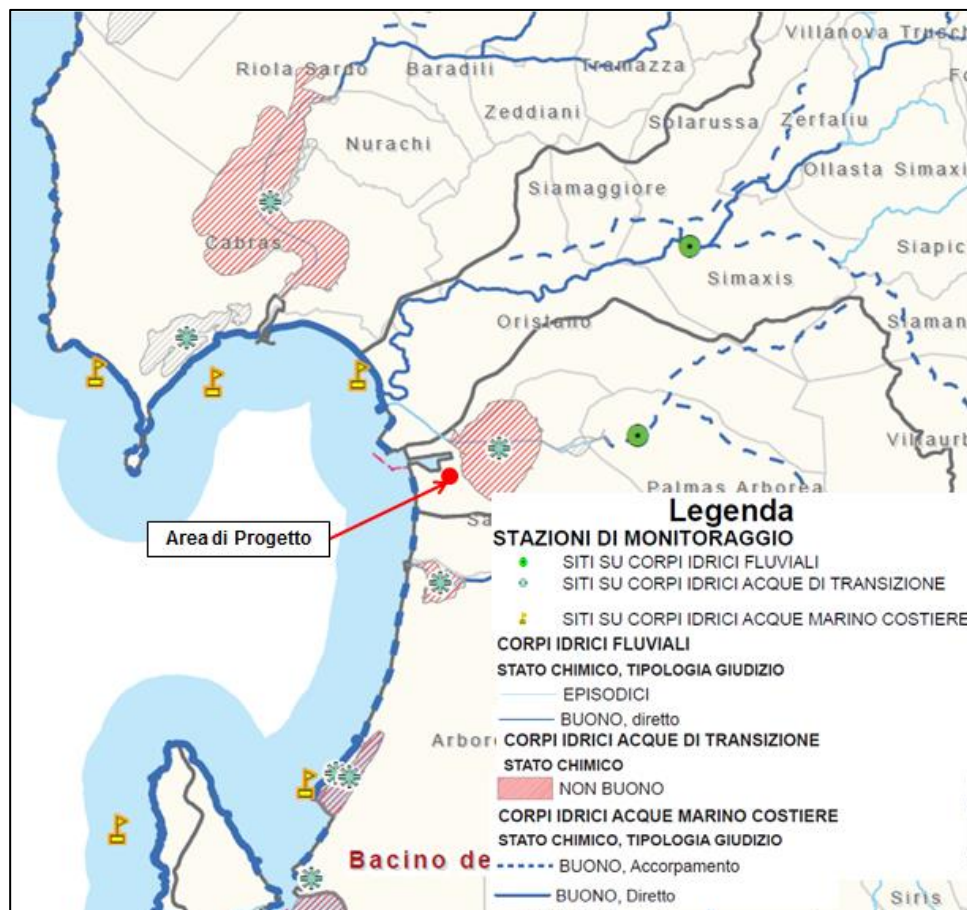 Villanova Trusch
Riola Sardo
Baradili
Tramazza
Zeddiani
Solarussa
Zerfaliu
Nurachi
Ollasta Simaxi
Siamaggiore
Cabras
Siapic
Simaxis
Oristano
Siaman
Villaurb
Palmas Arborea
Area di Progetto
Sa
Legenda
STAZIONI DI MONITORAGGIO
SITI SU CORPI IDRICI FLUVIALI
SITI SU CORPI IDRICI ACQUE DI TRANSIZIONE
SITI SU CORPI IDRICI ACQUE MARINO COSTIERE
CORPI IDRICI FLUVIALI
STATO CHIMICO, TIPOLOGIA GIUDIZIO
EPISODICI
BUONO, diretto
Arbore
CORPI IDRICI ACQUE DI TRANSIZIONE
STATO CHIMICO
NON BUONO
CORPI IDRICI ACQUE MARINO COSTIERE
STATO CHIMICO, TIPOLOGIA GIUDIZIO
Bacino de
BUONO, Accorpamento
BUONO, Diretto
Siris